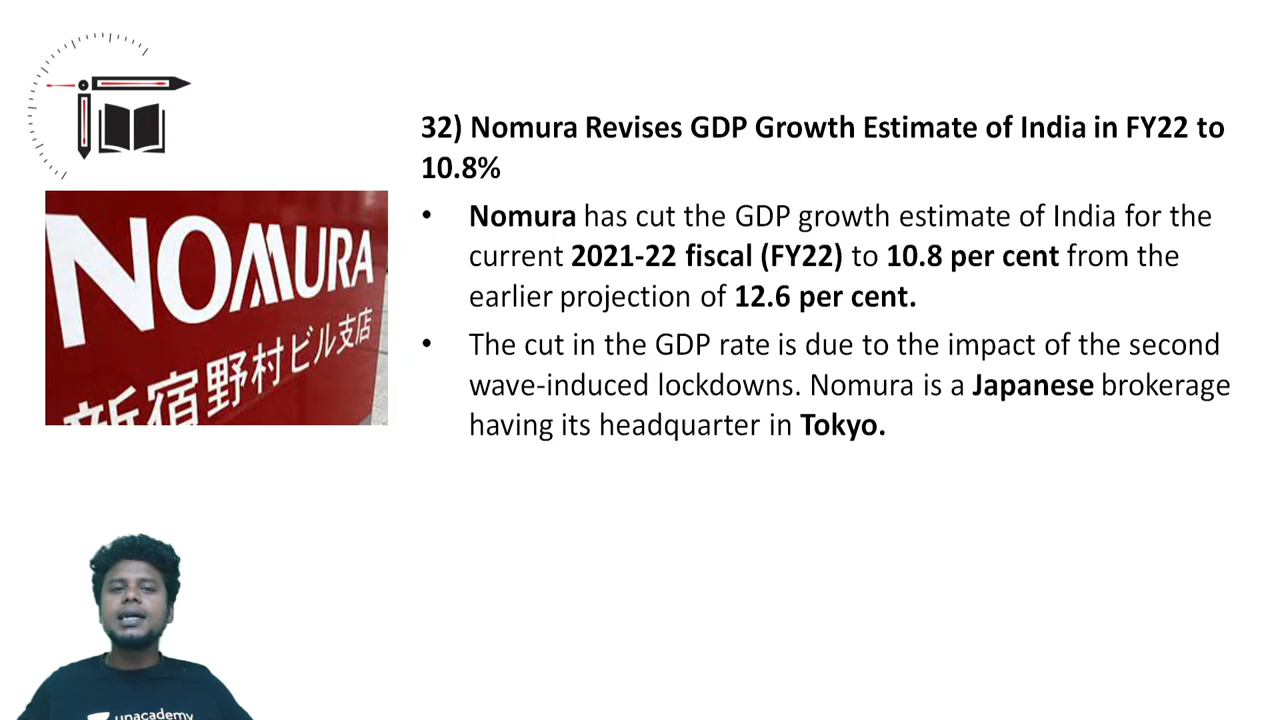 32) Nomura Revises GDP Growth Estimate of India in FY22 to
10.8%
• Nomura has cut the GDP growth estimate of India for the
current 2021-22 fiscal (FY22) to 10.8 per cent from the
earlier projection of 12.6 per cent.
• The cut in the GDP rate is due to the impact of the second
wave-induced lockdowns. Nomura is a Japanese brokerage
having its headquarter in Tokyo.
NOMURA
新宿野村ビル支店
unacademy